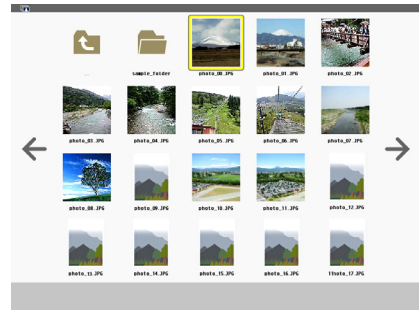 ...
sample_folder
photo_00.JPG
photo_01.JPG
photo_02.JPG
photo_03.JPG
photo_04.JPG
photo_05.JPG
photo_06.JPG
photo_07.JPG
photo_08.JPG
photo_09.JPG
photo_10.JPG
photo_11.JPG
photo_12.JPG
photo_13.JPG
photo_14.JPG
photo_15.JPG
photo_16.JPG
11hoto_17.JPG